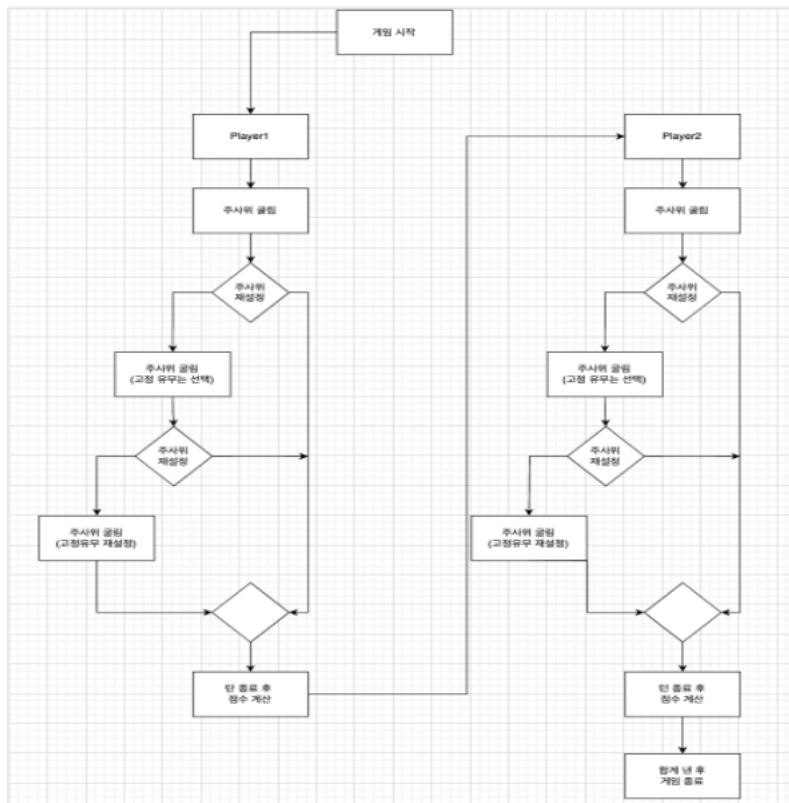 게임 시작
Player1
주사위 굴림
주사위
재설정
주사위 굴림
(고정 유무는 선택)
주사위
재설정
주사위 굴림
(고정유무 재설정)
턴 종료 후
점수 계산
Player2
주사위 굴림
주사위
재설정
주사위 굴림
(고정 유무는 선택)
주사위
재설정
주사위 굴림
(고정유무 재설정)
턴 종료 후
점수 계산
합계 낸 후
게임 종료